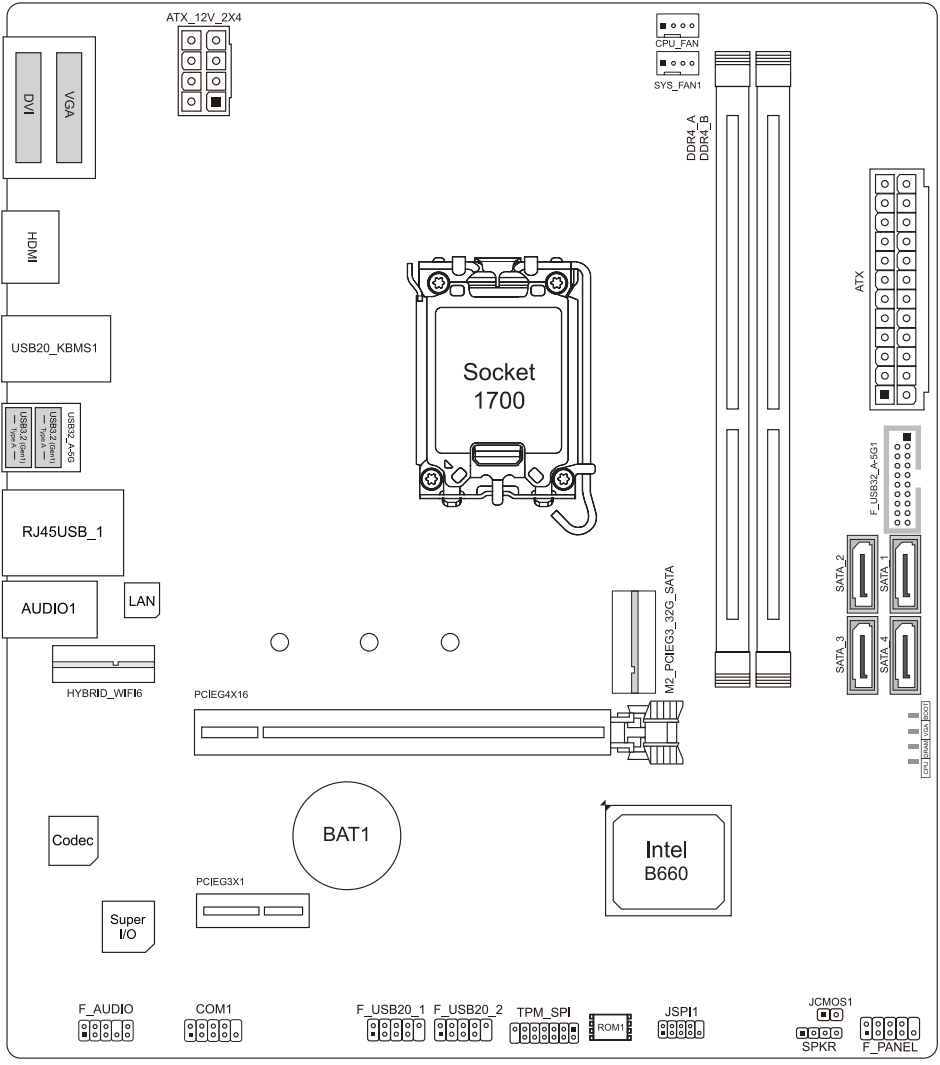 ATX_12V_2X4
CPU_FAN
SYS_FAN1
DVI
VGA
DDR4_A
DDR4_B
HDMI
ATX
USB20_KBMS1
Socket
1700
USB3.2 (Gen1)
Type A
USB3.2 (Gen1)
Type A
USB32_A-5G
F_USB32_A-5G1
RJ45USB_1
SATA_2
SATA_1
AUDIO1
LAN
M2_PCIEG3_32G_SATA
SATA_3
SATA_4
HYBRID_WIFI6
PCIEG4X16
BOOT
VGA
DRAM
CPU
BAT1
Codec
Intel
B660
PCIEG3X1
Super
I/O
F_AUDIO
COM1
F_USB20_1
F_USB20_2
TPM_SPI
ROM1
JSPI1
JCMOS1
SPKR
F_PANEL